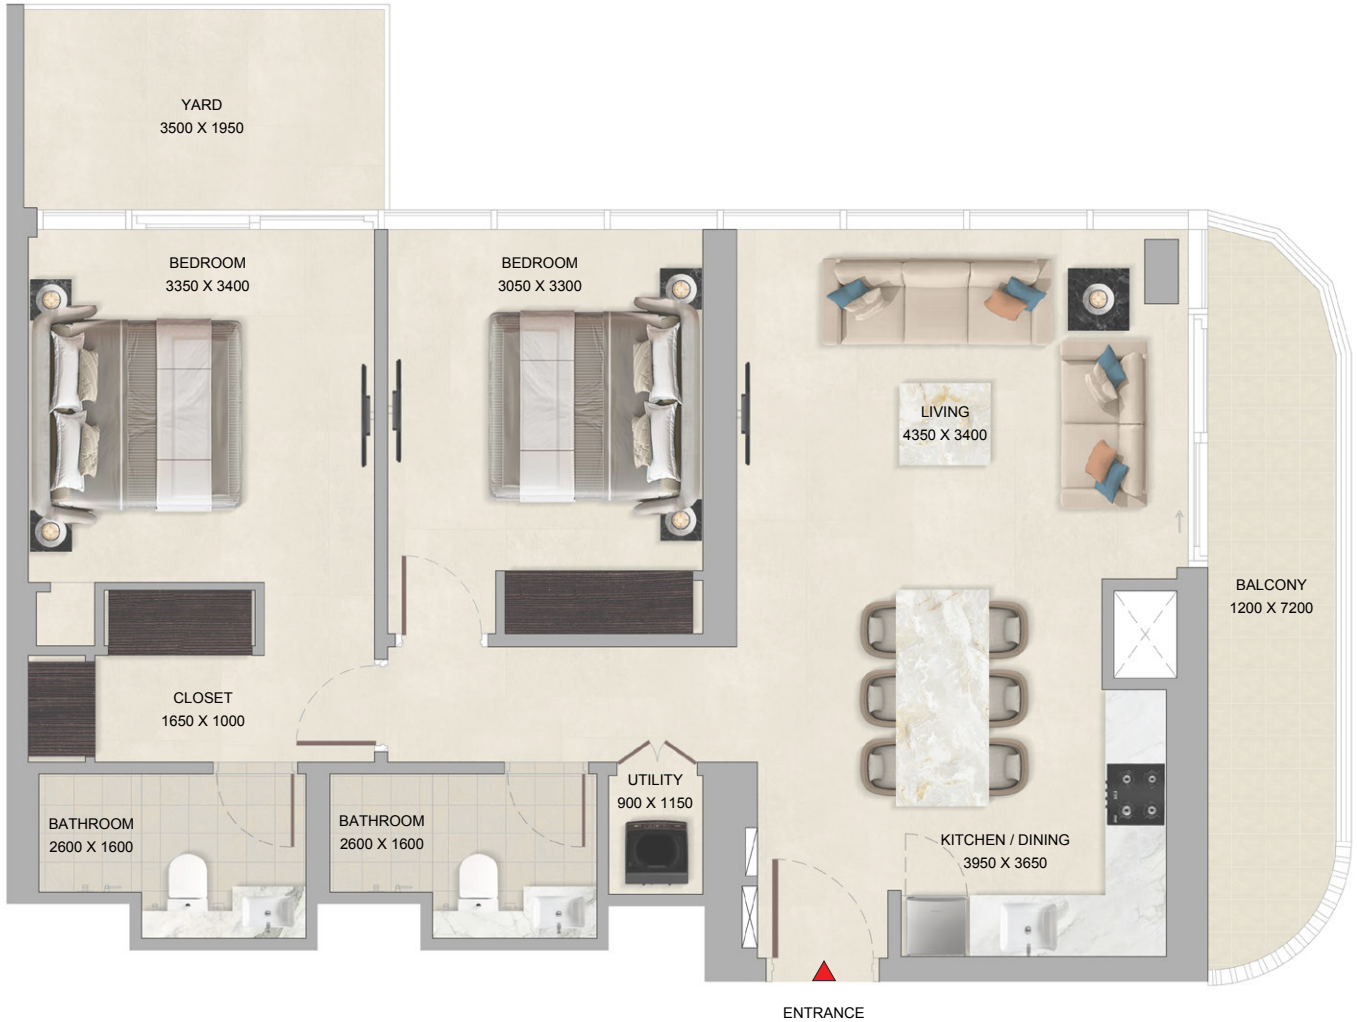 YARD
3500 X 1950
BEDROOM
3350 X 3400
BEDROOM
3050 X 3300
LIVING
4350 X 3400
BALCONY
1200 X 7200
CLOSET
1650 X 1000
UTILITY
900 X 1150
BATHROOM
2600 X 1600
BATHROOM
2600 X 1600
KITCHEN / DINING
3950 X 3650
ENTRANCE